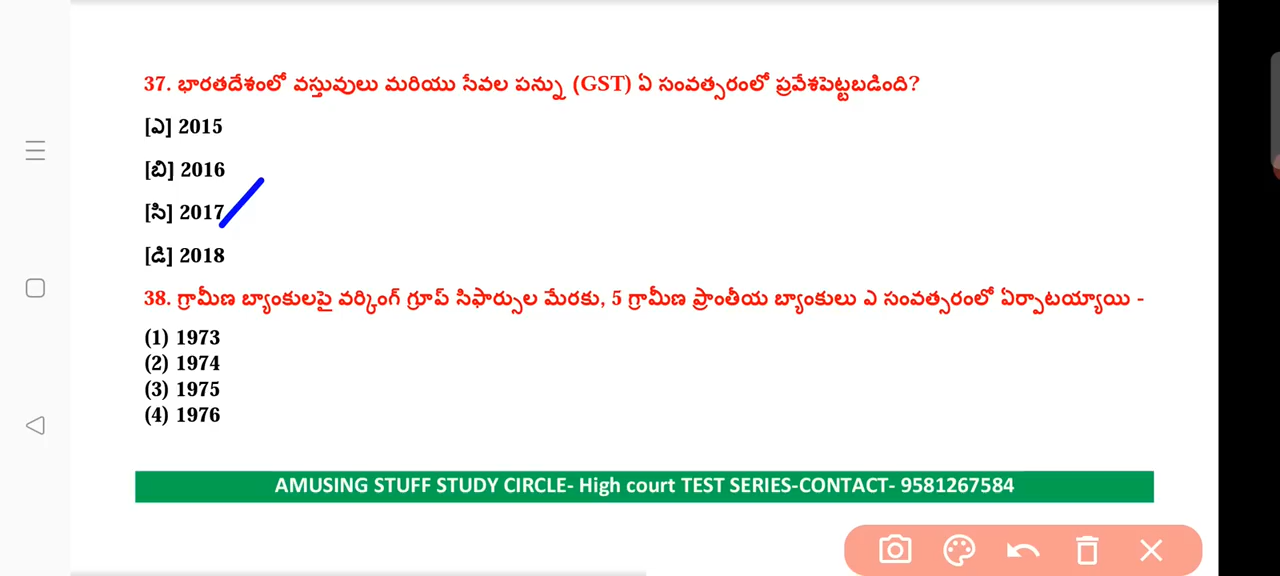 37. భారతదేశంలో వస్తువులు మరియు సేవల పన్ను (GST) ఏ సంవత్సరంలో ప్రవేశపెట్టబడింది?
[ఎ] 2015
[బి] 2016
[సి] 2017
[డి] 2018
38. గ్రామీణ బ్యాంకులపై వర్కింగ్ గ్రూప్ సిఫార్సుల మేరకు, 5 గ్రామీణ ప్రాంతీయ బ్యాంకులు ఎ సంవత్సరంలో ఏర్పాటయ్యాయి -
(1) 1973
(2) 1974
(3) 1975
(4) 1976
AMUSING STUFF STUDY CIRCLE- High court TEST SERIES-CONTACT- 9581267584